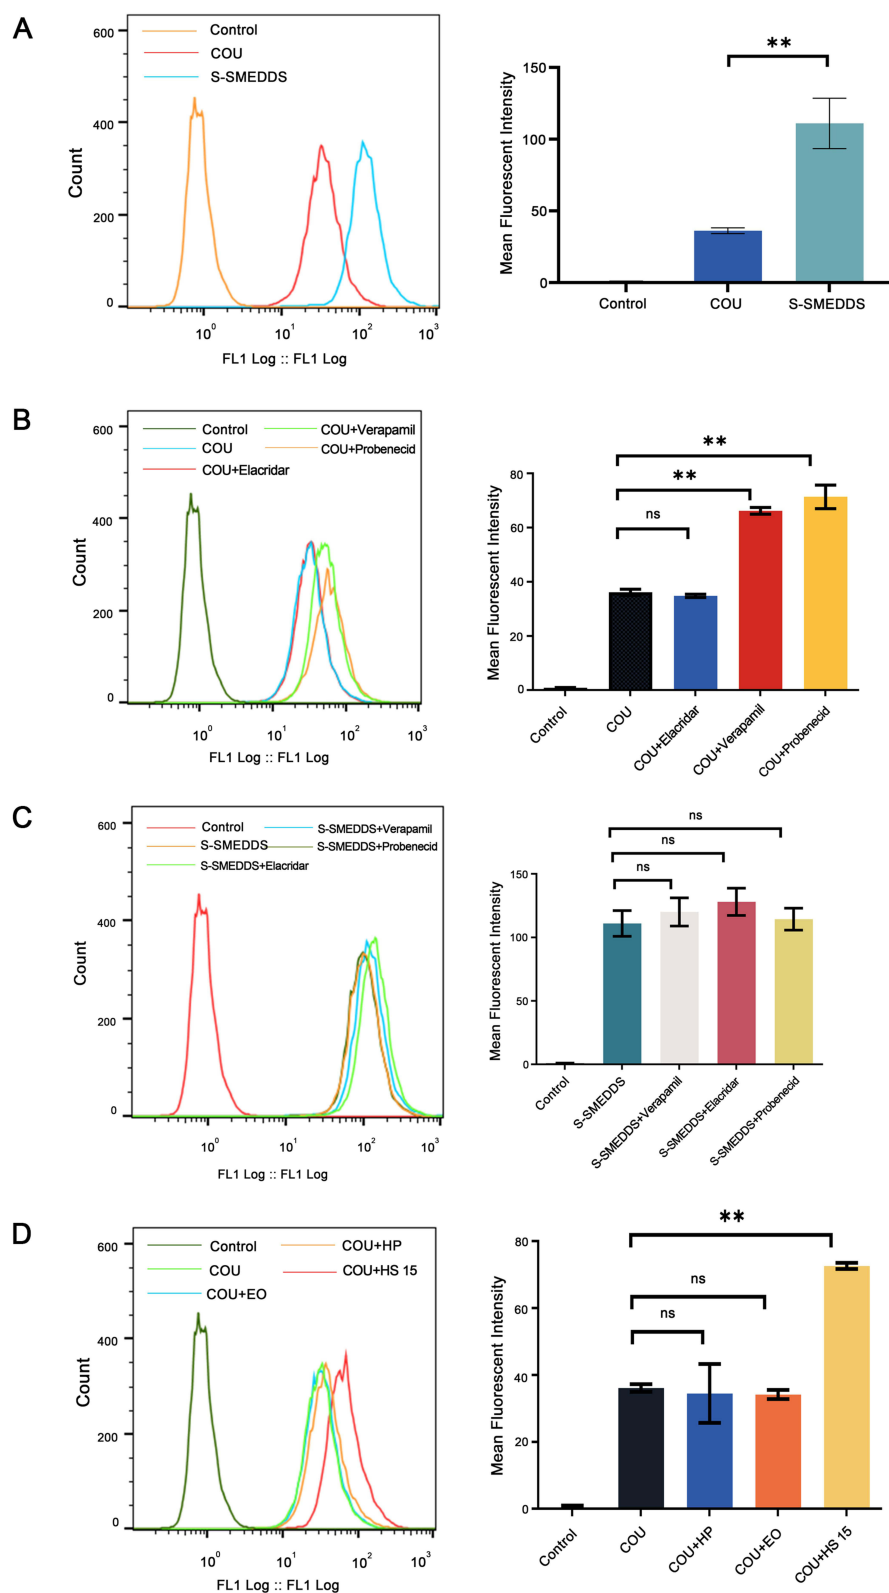 A
Control
COU
S-SMEDDS
600
400
200
0
Count
10^0
10^1
10^2
10^3
FL1 Log :: FL1 Log
**
150
100
50
0
Mean Fluorescent Intensity
Control
COU
S-SMEDDS
B
Control
COU+Verapamil
COU
COU+Probenecid
COU+Elacridar
600
400
200
0
Count
10^0
10^1
10^2
10^3
FL1 Log :: FL1 Log
**
**
ns
80
60
40
20
0
Mean Fluorescent Intensity
Control
COU
COU+Elacridar
COU+Verapamil
COU+Probenecid
C
Control
S-SMEDDS+Verapamil
S-SMEDDS
S-SMEDDS+Probenecid
S-SMEDDS+Elacridar
600
400
200
0
Count
10^0
10^1
10^2
10^3
FL1 Log :: FL1 Log
ns
ns
ns
150
100
50
0
Mean Fluorescent Intensity
Control
S-SMEDDS
S-SMEDDS+Verapamil
S-SMEDDS+Elacridar
S-SMEDDS+Probenecid
D
Control
COU+HP
COU
COU+HS 15
COU+EO
600
400
200
0
Count
10^0
10^1
10^2
10^3
FL1 Log :: FL1 Log
**
ns
ns
80
60
40
20
0
Mean Fluorescent Intensity
Control
COU
COU+HP
COU+EO
COU+HS 15